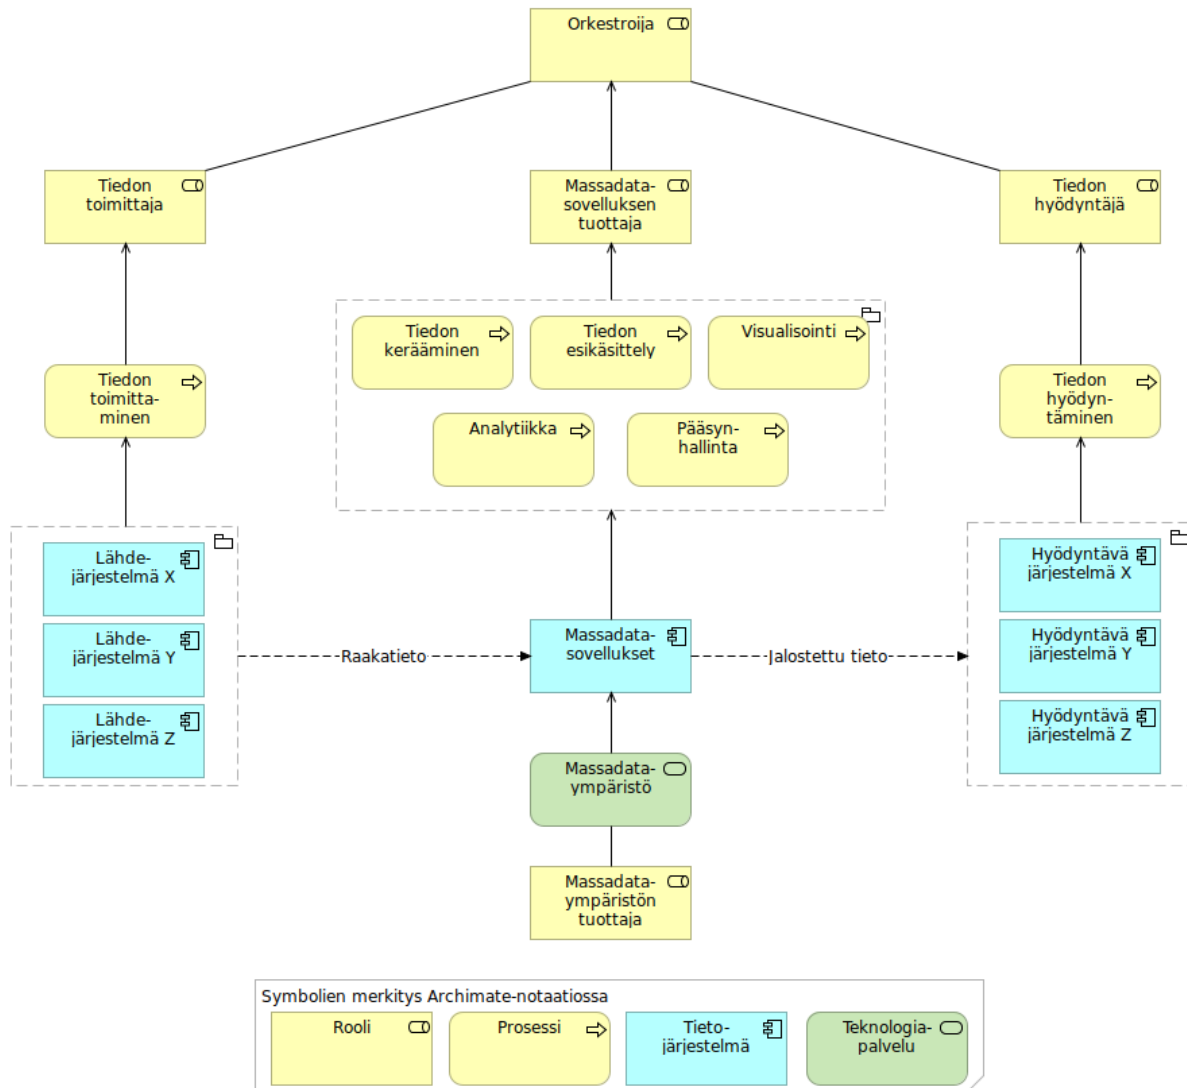 Orkestroija
Tiedon
toimittaja
Massadata-
sovelluksen
tuottaja
Tiedon
hyödyntäjä
Tiedon
kerääminen
Tiedon
esikäsittely
Visualisointi
Tiedon
toimitta-
minen
Analytiikka
Pääsyn-
hallinta
Tiedon
hyödyn-
täminen
Lähde-
järjestelmä X
Lähde-
järjestelmä Y
Lähde-
järjestelmä Z
Raakatieto
Massadata-
sovellukset
Jalostettu tieto
Hyödyntävä
järjestelmä X
Hyödyntävä
järjestelmä Y
Hyödyntävä
järjestelmä Z
Massadata-
ympäristö
Massadata-
ympäristön
tuottaja
Symbolien merkitys Archimate-notaatiossa
Rooli
Prosessi
Tieto-
järjestelmä
Teknologia-
palvelu